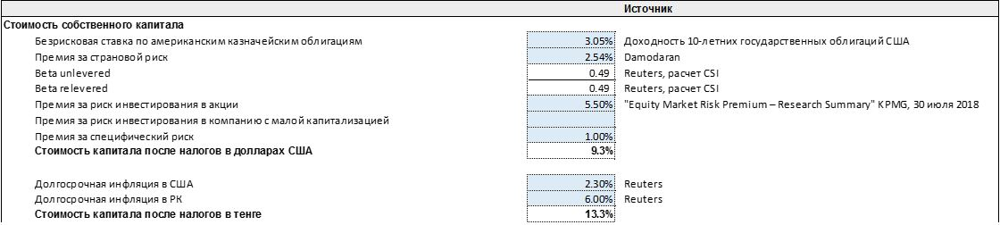 Источник
Стоимость собственного капитала
Безрисковая ставка по американским казначейским облигациям 3.05% Доходность 10-летних государственных облигаций США
Премия за страновой риск 2.54% Damodaran
Beta unlevered 0.49 Reuters, расчет CSI
Beta relevered 0.49 Reuters, расчет CSI
Премия за риск инвестирования в акции 5.50% "Equity Market Risk Premium – Research Summary" KPMG, 30 июля 2018
Премия за риск инвестирования в компанию с малой капитализацией
Премия за специфический риск 1.00%
Стоимость капитала после налогов в долларах США 9.3%
Долгосрочная инфляция в США 2.30% Reuters
Долгосрочная инфляция в РК 6.00% Reuters
Стоимость капитала после налогов в тенге 13.3%